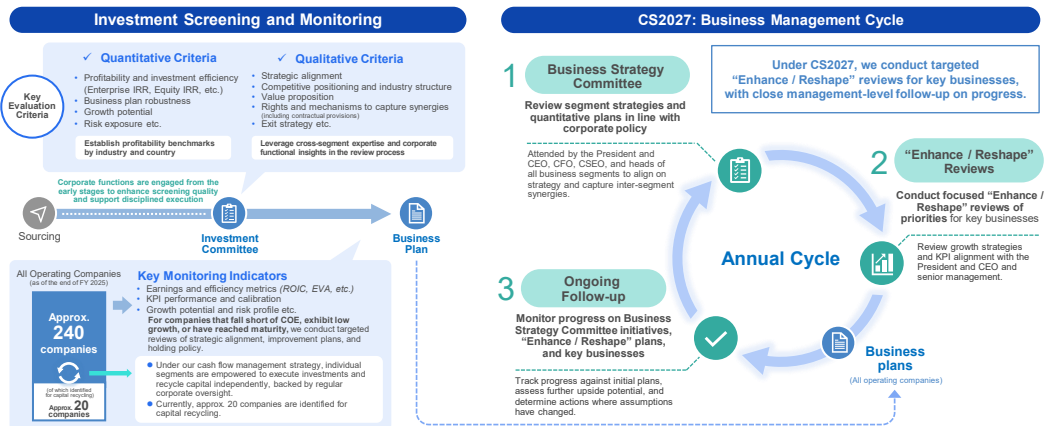 Investment Screening and Monitoring
✓ Quantitative Criteria
• Profitability and investment efficiency
(Enterprise IRR, Equity IRR, etc.)
• Business plan robustness
• Growth potential
• Risk exposure etc.
Establish profitability benchmarks
by industry and country
✓ Qualitative Criteria
• Strategic alignment
• Competitive positioning and industry structure
• Value proposition
• Rights and mechanisms to capture synergies
(including contractual provisions)
• Exit strategy etc.
Leverage cross-segment expertise and corporate
functional insights in the review process
Key
Evaluation
Criteria
Corporate functions are engaged from the
early stages to enhance screening quality
and support disciplined execution
Sourcing
Investment
Committee
Business
Plan
All Operating Companies
(as of the end of FY 2025)
Approx.
240
companies
(of which identified
for capital recycling)
Approx. 20
companies
Key Monitoring Indicators
• Earnings and efficiency metrics (ROIC, EVA, etc.)
• KPI performance and calibration
• Growth potential and risk profile etc.
For companies that fall short of COE, exhibit low
growth, or have reached maturity, we conduct targeted
reviews of strategic alignment, improvement plans, and
holding policy.
● Under our cash flow management strategy, individual
segments are empowered to execute investments and
recycle capital independently, backed by regular
corporate oversight.
● Currently, approx. 20 companies are identified for
capital recycling.
CS2027: Business Management Cycle
Under CS2027, we conduct targeted
“Enhance / Reshape” reviews for key businesses,
with close management-level follow-up on progress.
1
Business Strategy
Committee
Review segment strategies and
quantitative plans in line with
corporate policy
Attended by the President and
CEO, CFO, CSEO, and heads of
all business segments to align on
strategy and capture inter-segment
synergies.
2
“Enhance / Reshape”
Reviews
Conduct focused “Enhance /
Reshape” reviews of
priorities for key businesses
Review growth strategies
and KPI alignment with the
President and CEO and
senior management.
Annual Cycle
3
Ongoing
Follow-up
Monitor progress on Business
Strategy Committee initiatives,
“Enhance / Reshape” plans,
and key businesses
Track progress against initial plans,
assess further upside potential, and
determine actions where assumptions
have changed.
Business
plans
(All operating companies)